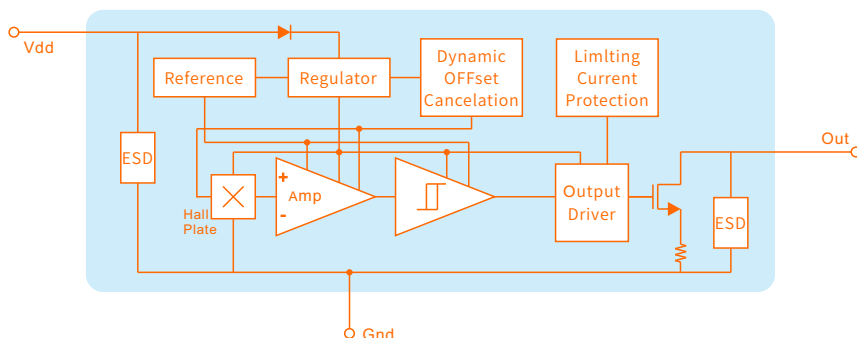 Vdd
Reference
Regulator
Dynamic
OFFset
Cancelation
Limlting
Current
Protection
Out
ESD
+
Amp
-
Hall
Plate
Output
Driver
ESD
Gnd